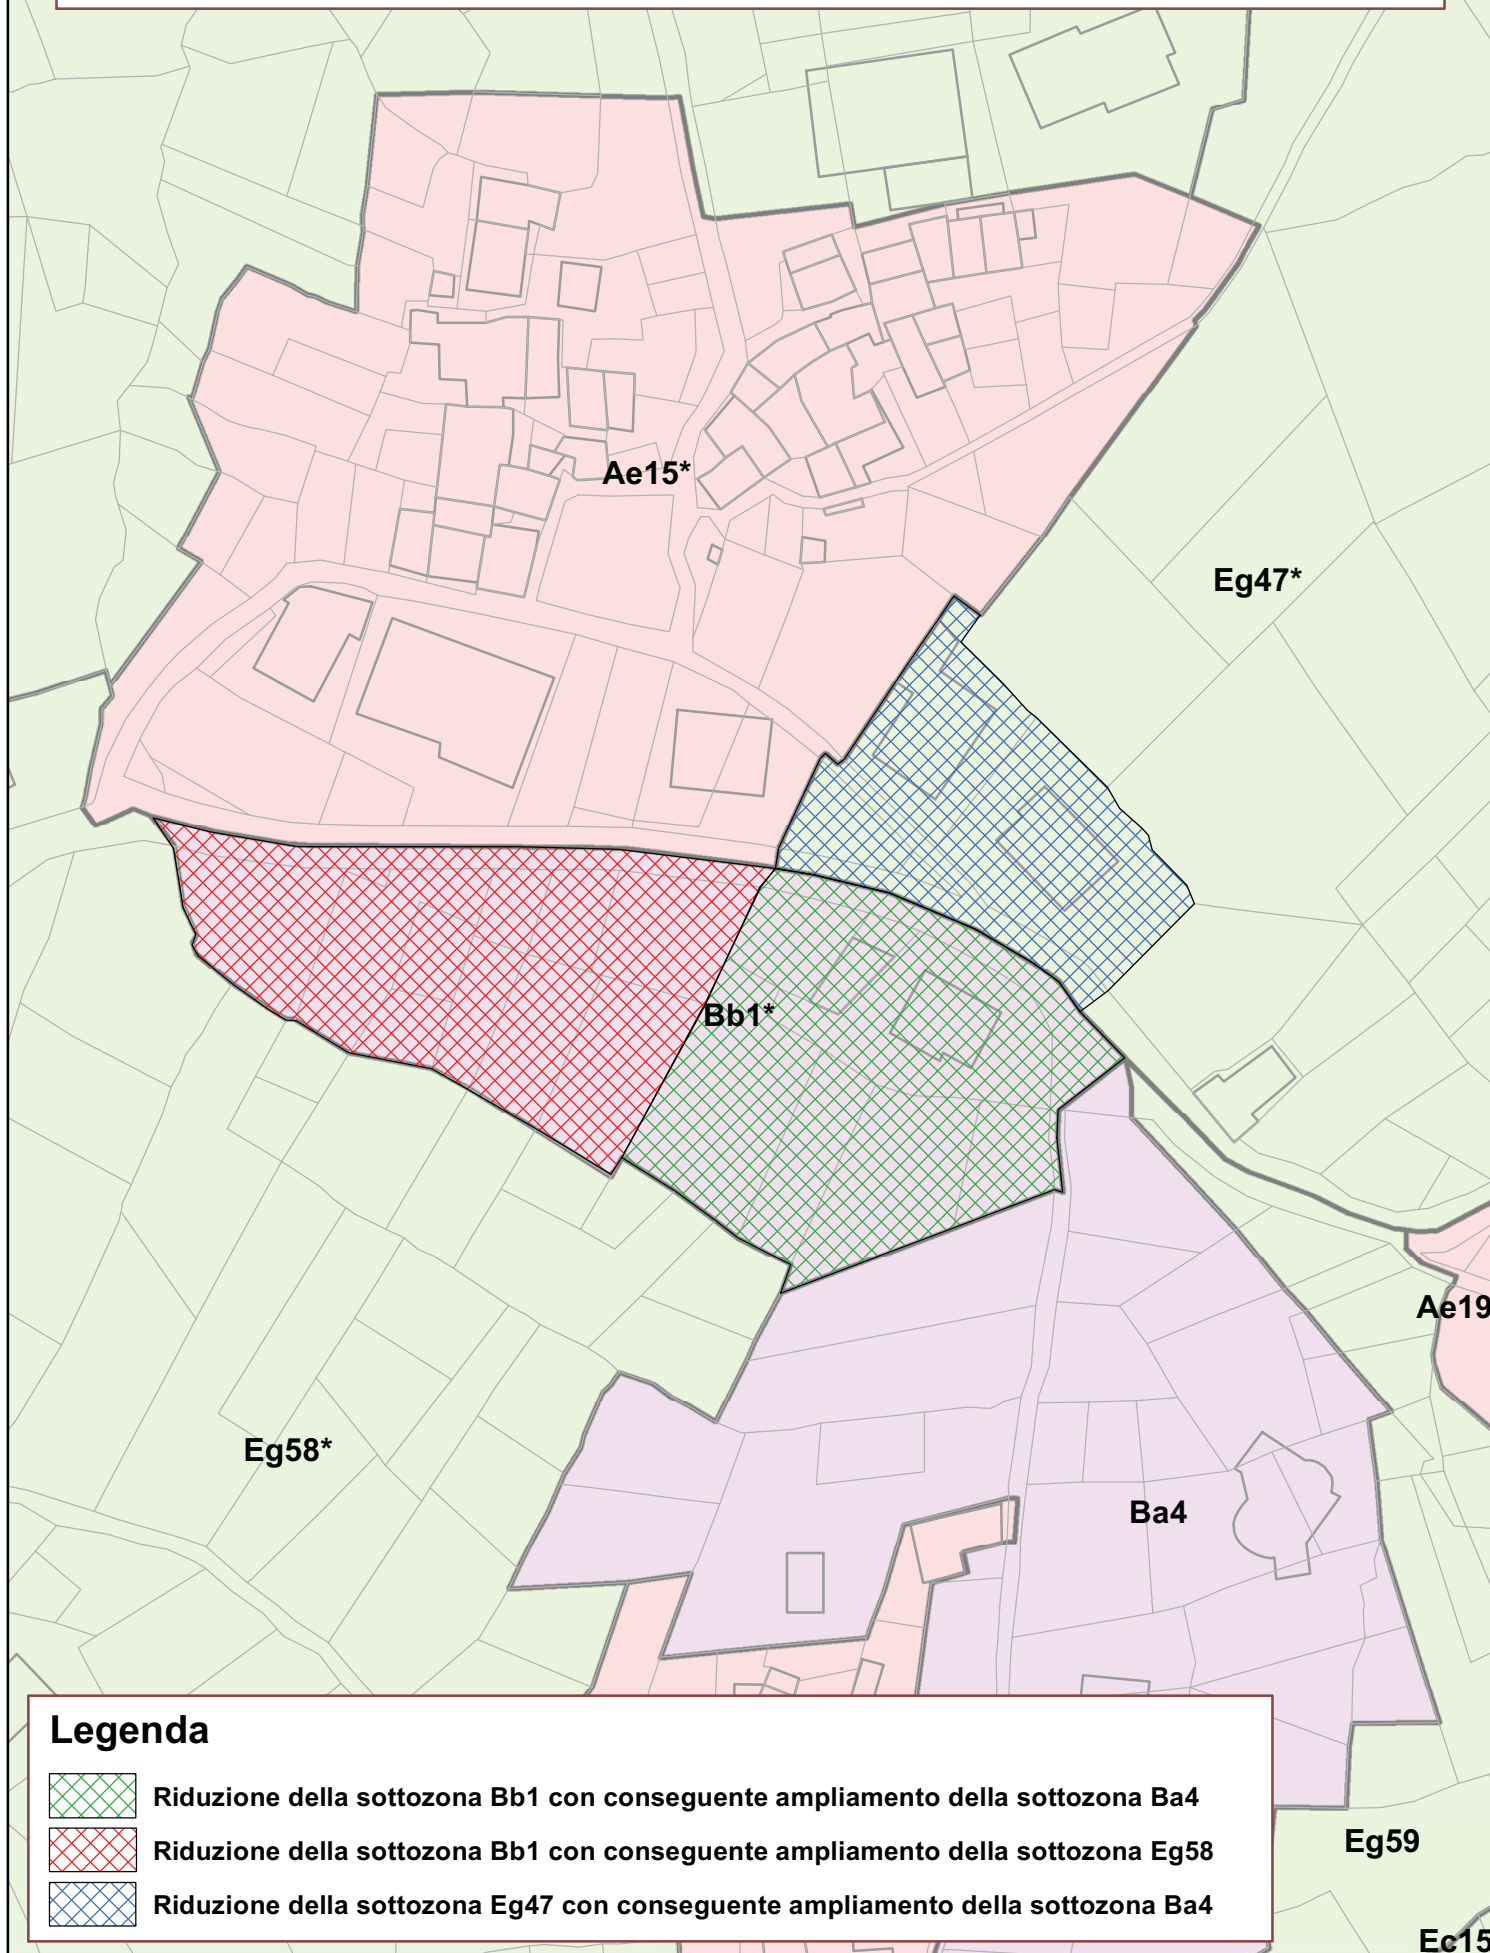 Ae15*
Eg47*
Bb1*
Ae19
Eg58*
Ba4
Legenda
Riduzione della sottozona Bb1 con conseguente ampliamento della sottozona Ba4
Riduzione della sottozona Bb1 con conseguente ampliamento della sottozona Eg58
Riduzione della sottozona Eg47 con conseguente ampliamento della sottozona Ba4
Eg59
Ec15